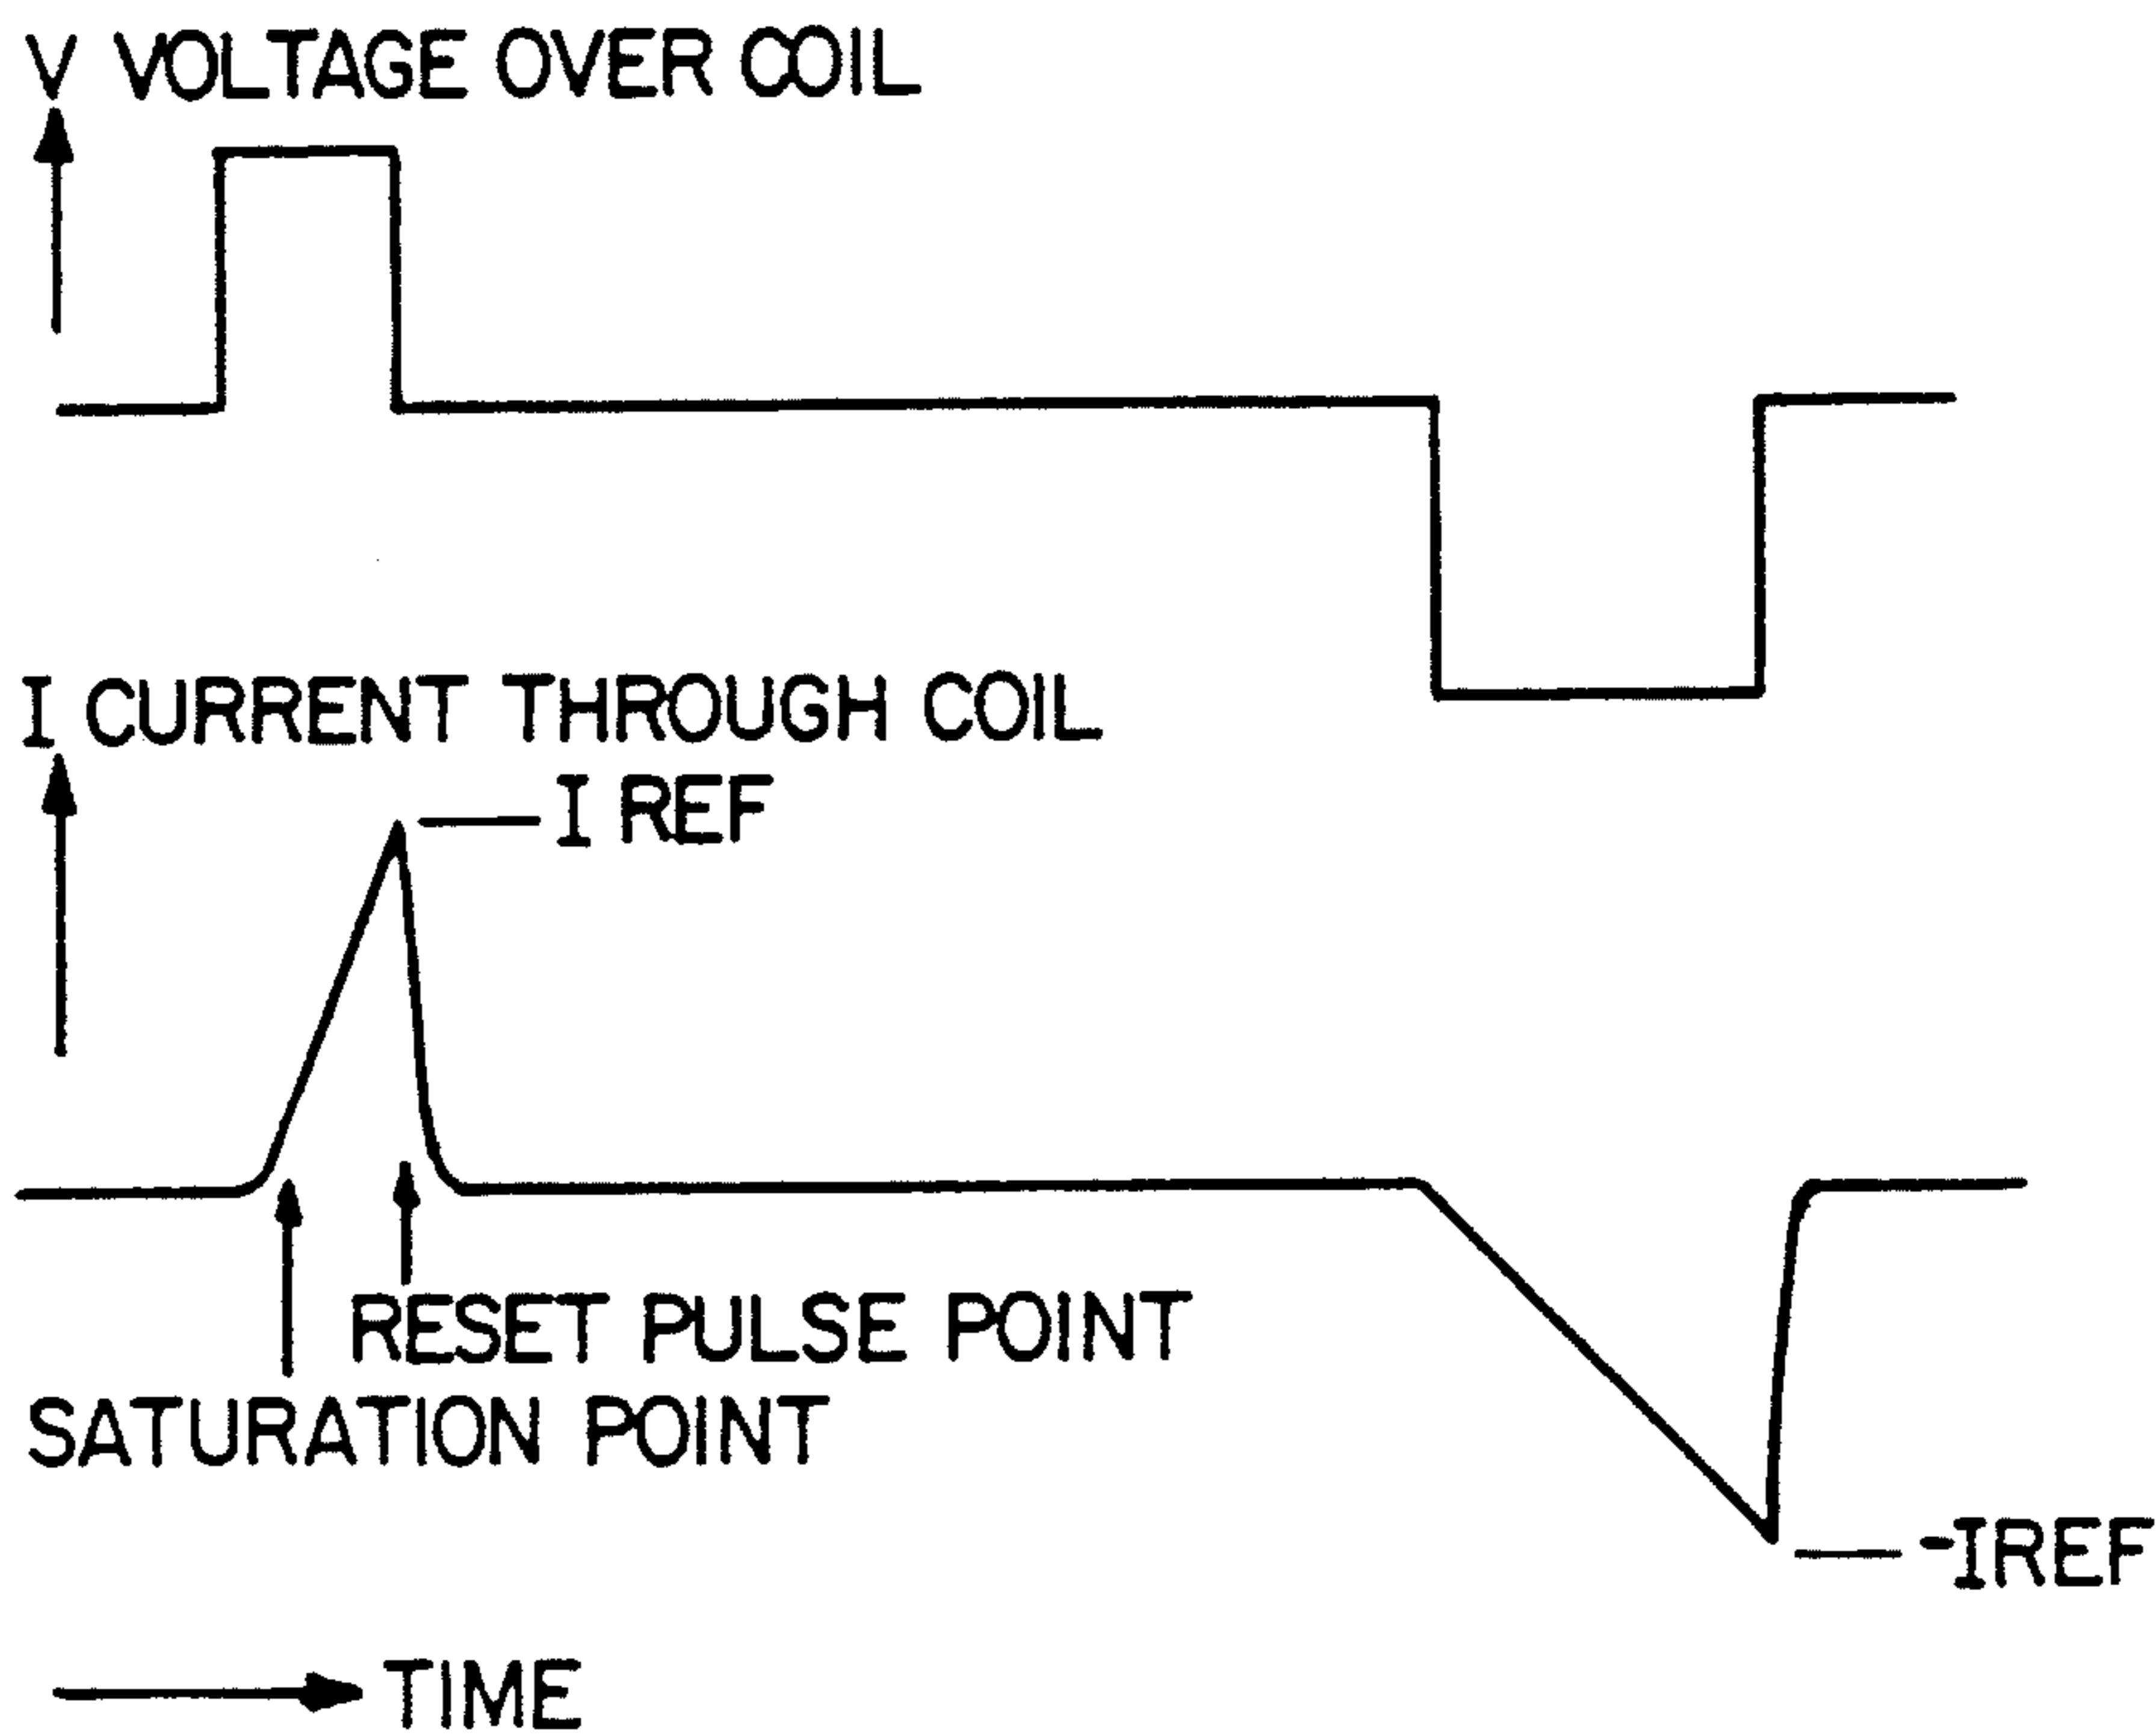 V VOLTAGE OVER COIL
I CURRENT THROUGH COIL
I REF
RESET PULSE POINT
SATURATION POINT
-IREF
TIME